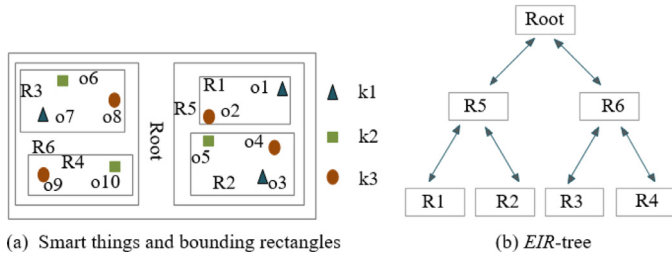 R3
o6
o7
o8
R6
R4
o9
o10
Root
R1
o1
R5
o2
o5
o4
R2
o3
k1
k2
k3
(a) Smart things and bounding rectangles
Root
R5
R6
R1
R2
R3
R4
(b) EIR-tree